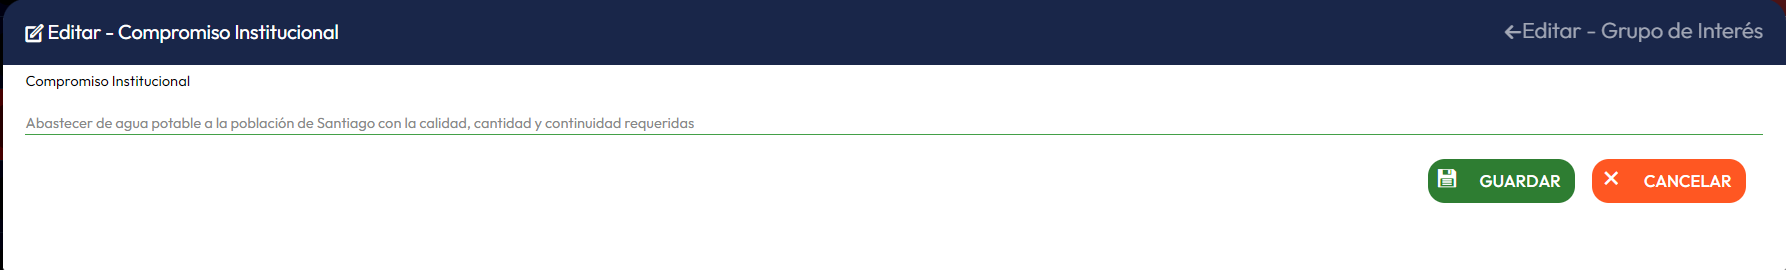 Editar - Compromiso Institucional
←Editar - Grupo de Interés
Compromiso Institucional
Abastecer de agua potable a la población de Santiago con la calidad, cantidad y continuidad requeridas
GUARDAR
CANCELAR